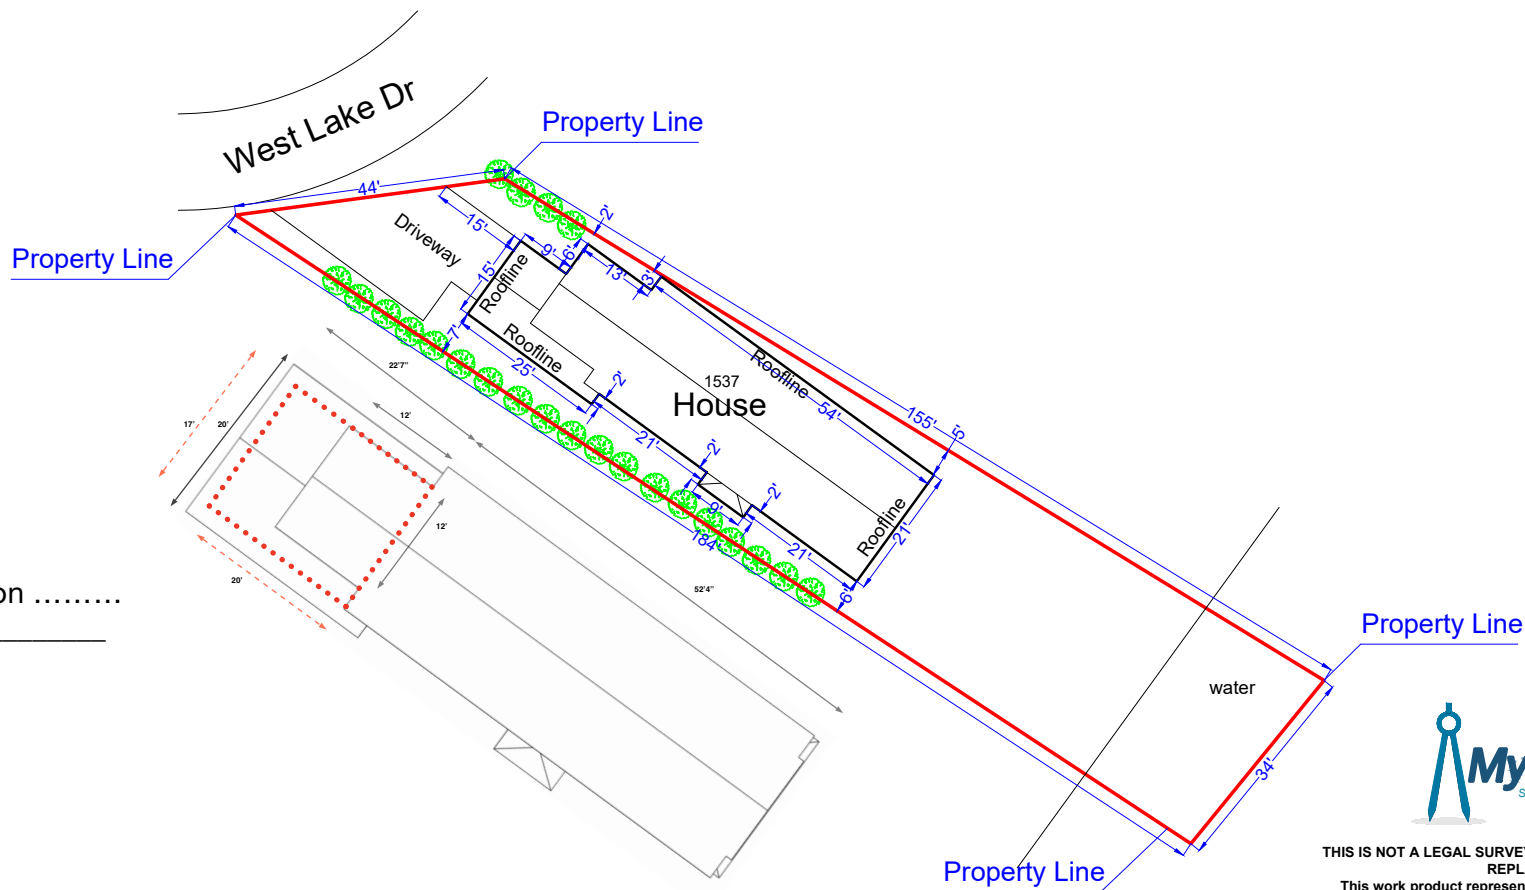 West Lake Dr
Property Line
44'
2'
Driveway
15'
9'
6'
13'
3'
Property Line
15'
Roofline
Roofline
7'
25'
2'
1537
House
Roofline
54'
155'
5'
22'7"
12'
17'
20'
21'
2'
9'
2'
184'
21'
Roofline
21'
6'
12'
20'
52'4"
on .........
Property Line
water
34'
Property Line
My
S
THIS IS NOT A LEGAL SURVEY
REPL
This work product represen